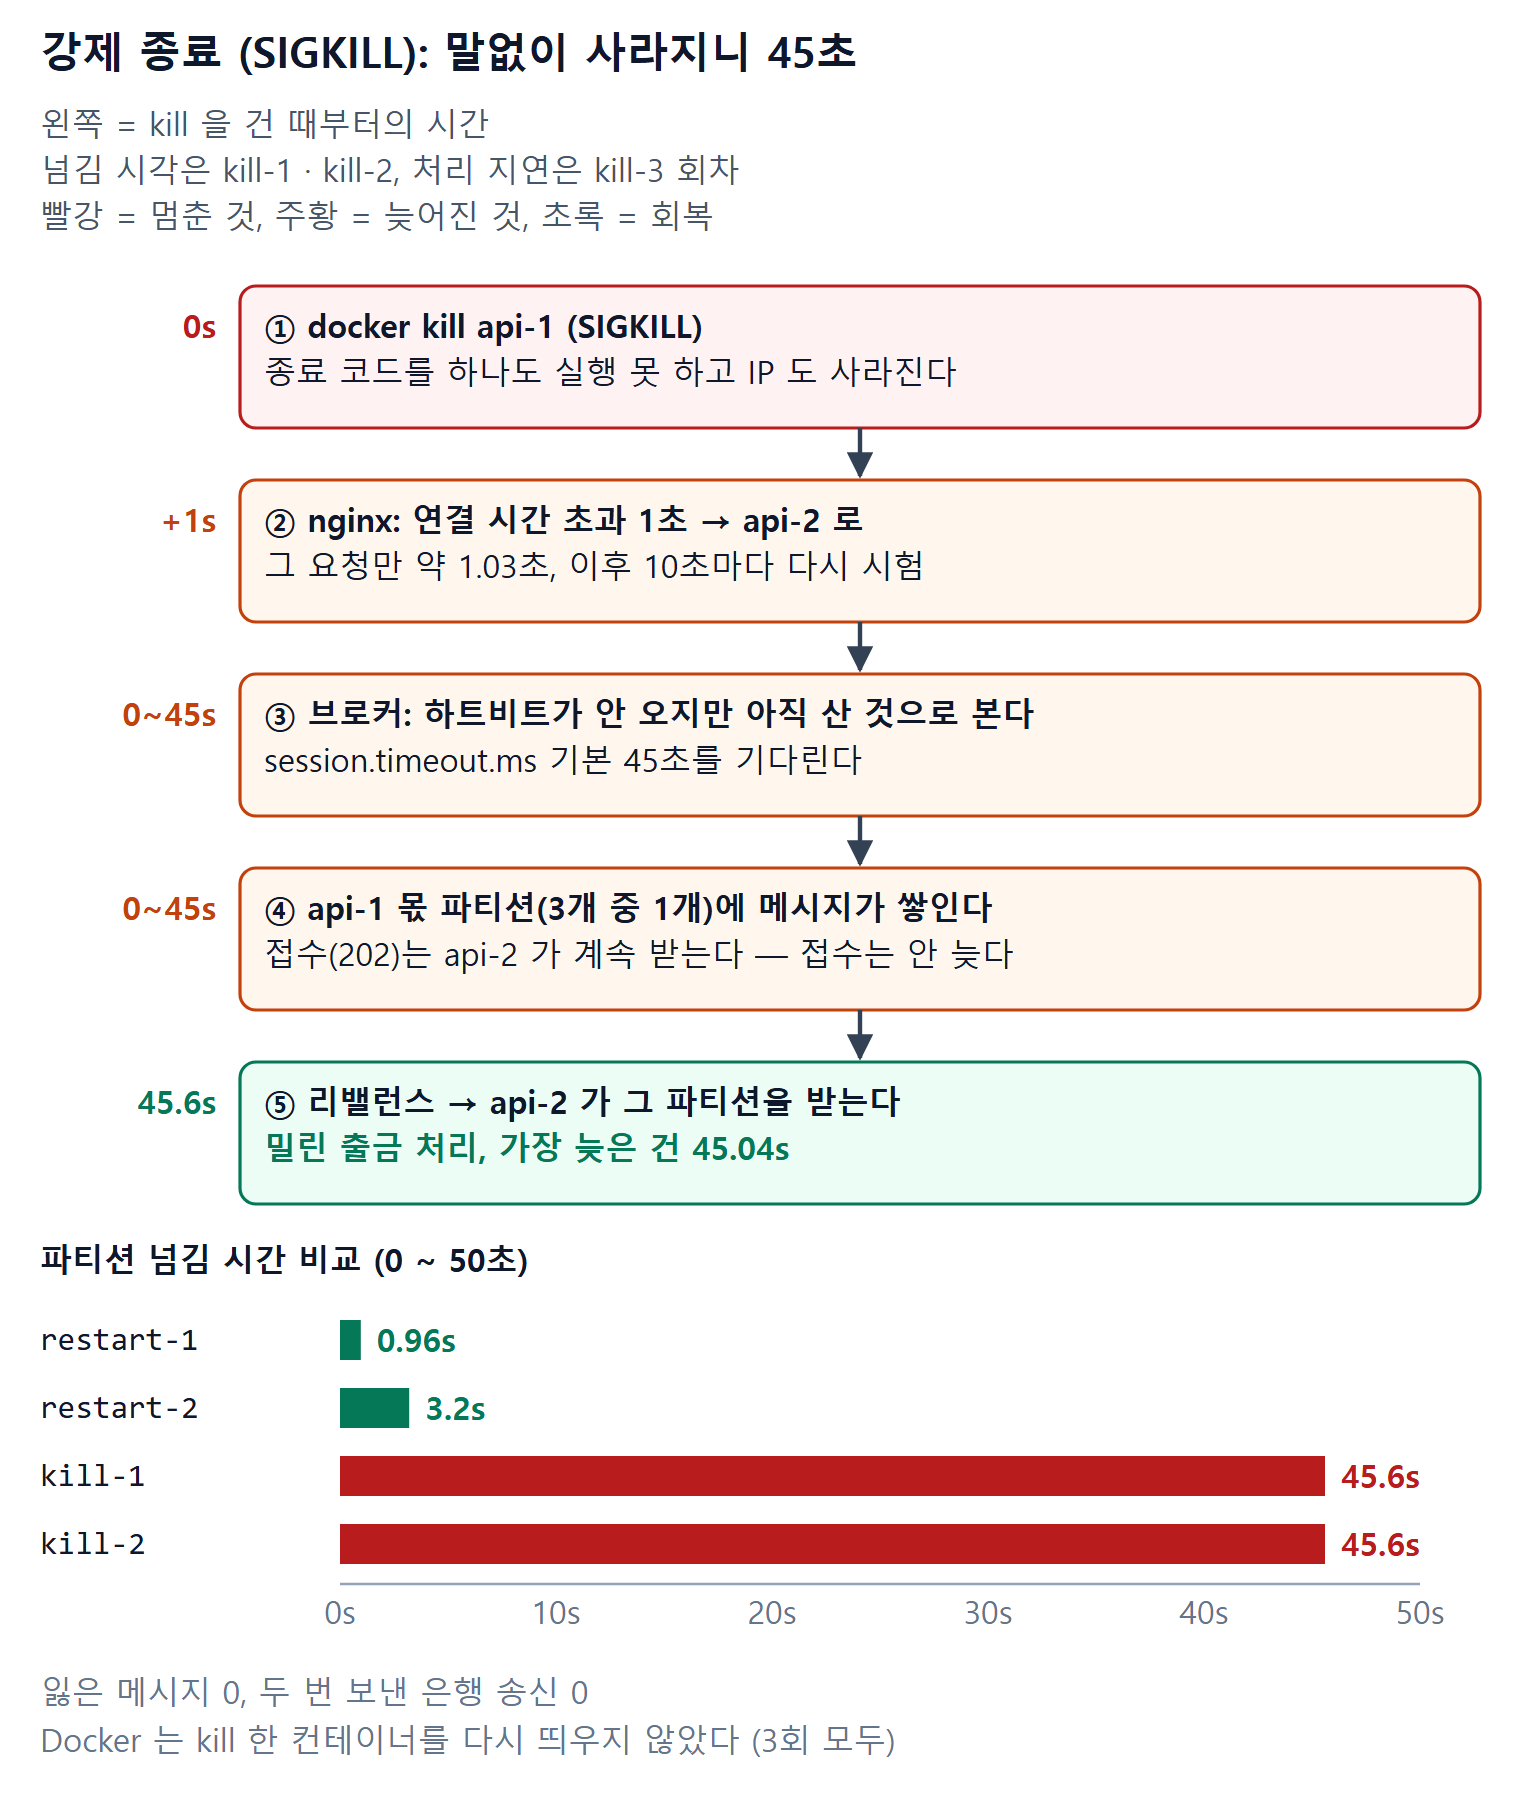 강제 종료 (SIGKILL): 말없이 사라지니 45초
왼쪽 = kill 을 건 때부터의 시간
넘김 시각은 kill-1 · kill-2, 처리 지연은 kill-3 회차
빨강 = 멈춘 것, 주황 = 늦어진 것, 초록 = 회복
0s
① docker kill api-1 (SIGKILL)
종료 코드를 하나도 실행 못 하고 IP 도 사라진다
+1s
② nginx: 연결 시간 초과 1초 → api-2 로
그 요청만 약 1.03초, 이후 10초마다 다시 시험
0~45s
③ 브로커: 하트비트가 안 오지만 아직 산 것으로 본다
session.timeout.ms 기본 45초를 기다린다
0~45s
④ api-1 몫 파티션(3개 중 1개)에 메시지가 쌓인다
접수(202)는 api-2 가 계속 받는다 — 접수는 안 늦다
45.6s
⑤ 리밸런스 → api-2 가 그 파티션을 받는다
밀린 출금 처리, 가장 늦은 건 45.04s
파티션 넘김 시간 비교 (0 ~ 50초)
restart-1 0.96s
restart-2 3.2s
kill-1 45.6s
kill-2 45.6s
0s 10s 20s 30s 40s 50s
잃은 메시지 0, 두 번 보낸 은행 송신 0
Docker 는 kill 한 컨테이너를 다시 띄우지 않았다 (3회 모두)